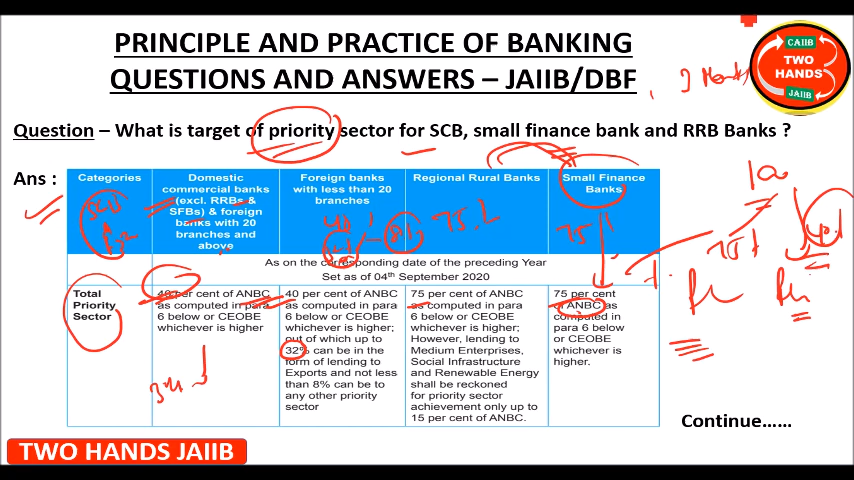 PRINCIPLE AND PRACTICE OF BANKING
QUESTIONS AND ANSWERS – JAIIB/DBF
CAIIB
TWO
HANDS
JAIIB
Question – What is target of priority sector for SCB, small finance bank and RRB Banks ?
Ans :
Categories
Domestic
commercial banks
(excl. RRBs &
SFBs) & foreign
banks with 20
branches and
above
Foreign banks
with less than 20
branches
Regional Rural Banks
Small Finance
Banks
As on the corresponding date of the preceding Year
Set as of 04th September 2020
Total
Priority
Sector
40 per cent of ANBC
as computed in para
6 below or CEOBE
whichever is higher
40 per cent of ANBC
as computed in para
6 below or CEOBE
whichever is higher;
out of which up to
32% can be in the
form of lending to
Exports and not less
than 8% can be to
any other priority
sector
75 per cent of ANBC
as computed in para
6 below or CEOBE
whichever is higher;
However, lending to
Medium Enterprises,
Social Infrastructure
and Renewable Energy
shall be reckoned
for priority sector
achievement only up to
15 per cent of ANBC.
75 per cent
of ANBC as
computed in
para 6 below
or CEOBE
whichever is
higher.
Continue……
TWO HANDS JAIIB